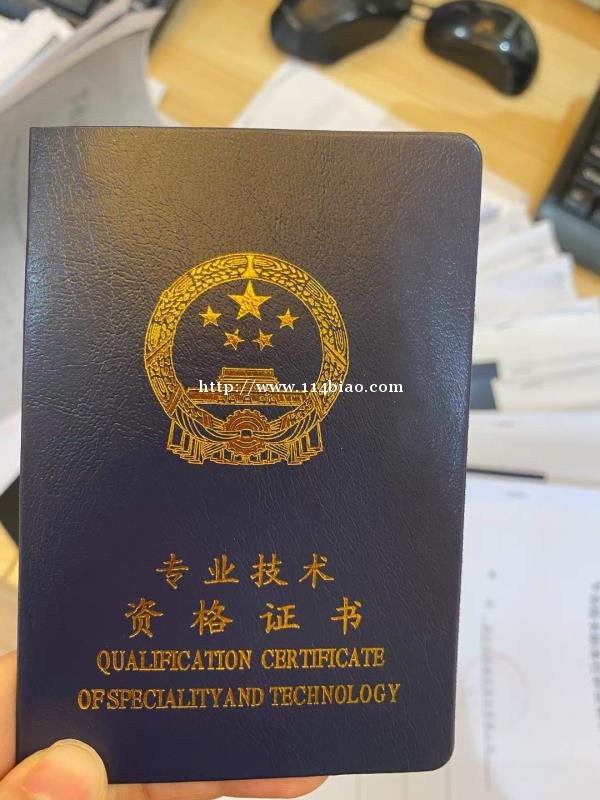 http://www.114biao.com
专业技术
资格证书
QUALIFICATION CERTIFICATE
OF SPECIALITY AND TECHNOLOGY